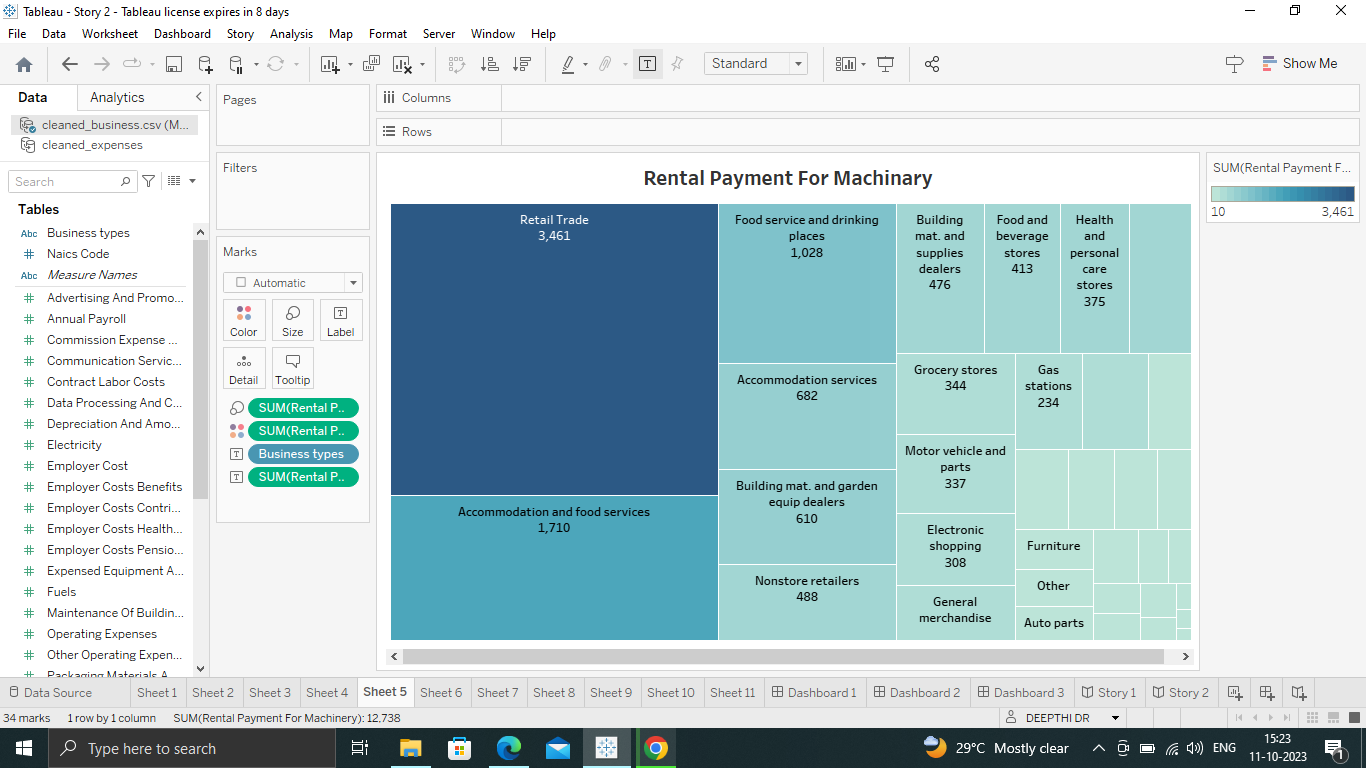 Tableau - Story 2 - Tableau license expires in 8 days
File Data Worksheet Dashboard Story Analysis Map Format Server Window Help
Standard
Show Me
Data Analytics
cleaned_business.csv (M...
cleaned_expenses
Search
Tables
Abc Business types
# Naics Code
Abc Measure Names
# Advertising And Promo...
# Annual Payroll
# Commission Expense ...
# Communication Servic...
# Contract Labor Costs
# Data Processing And C...
# Depreciation And Amo...
# Electricity
# Employer Cost
# Employer Costs Benefits
# Employer Costs Contri...
# Employer Costs Health...
# Employer Costs Pensio...
# Expensed Equipment A...
# Fuels
# Maintenance Of Buildin...
# Operating Expenses
# Other Operating Expen...
Packaging Materials A
Pages
Filters
Marks
Automatic
Color Size Label
Detail Tooltip
SUM(Rental P..
SUM(Rental P..
Business types
SUM(Rental P..
Columns
Rows
Rental Payment For Machinary
Retail Trade
3,461
Accommodation and food services
1,710
Food service and drinking
places
1,028
Accommodation services
682
Building mat. and garden
equip dealers
610
Nonstore retailers
488
Building
mat. and
supplies
dealers
476
Food and
beverage
stores
413
Health
and
personal
care
stores
375
Grocery stores
344
Motor vehicle and
parts
337
Electronic
shopping
308
General
merchandise
Gas
stations
234
Furniture
Other
Auto parts
SUM(Rental Payment F...
10 3,461
Data Source Sheet 1 Sheet 2 Sheet 3 Sheet 4 Sheet 5 Sheet 6 Sheet 7 Sheet 8 Sheet 9 Sheet 10 Sheet 11 Dashboard 1 Dashboard 2 Dashboard 3 Story 1 Story 2
34 marks 1 row by 1 column SUM(Rental Payment For Machinery): 12,738
DEEPTHI DR
Type here to search
29°C Mostly clear
ENG
15:23
11-10-2023
1